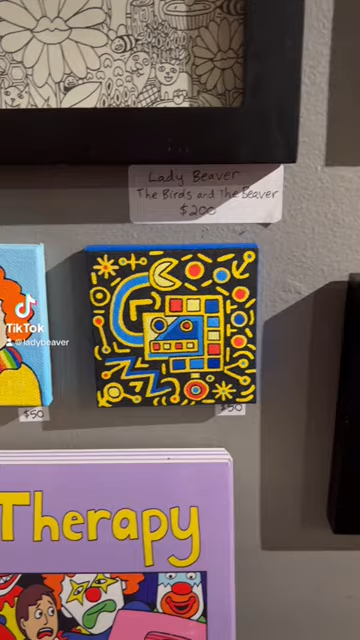 Lady Beaver
The Birds and The Beaver
$200
TikTok
@ladybeaver
$50
$50
Therapy